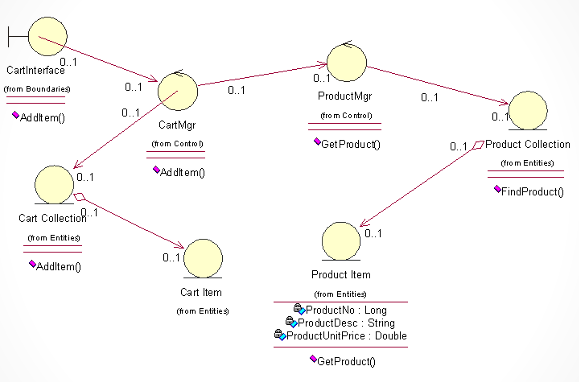 0..1
CartInterface
(from Boundaries)
AddItem()
0..1
0..1
CartMgr
(from Control)
AddItem()
0..1
0..1
ProductMgr
(from Control)
GetProduct()
0..1
0..1
Product Collection
(from Entities)
FindProduct()
0..1
0..1
Cart Collection
(from Entities)
AddItem()
0..1
0..1
Cart Item
(from Entities)
0..1
Product Item
(from Entities)
ProductNo : Long
ProductDesc : String
ProductUnitPrice : Double
GetProduct()